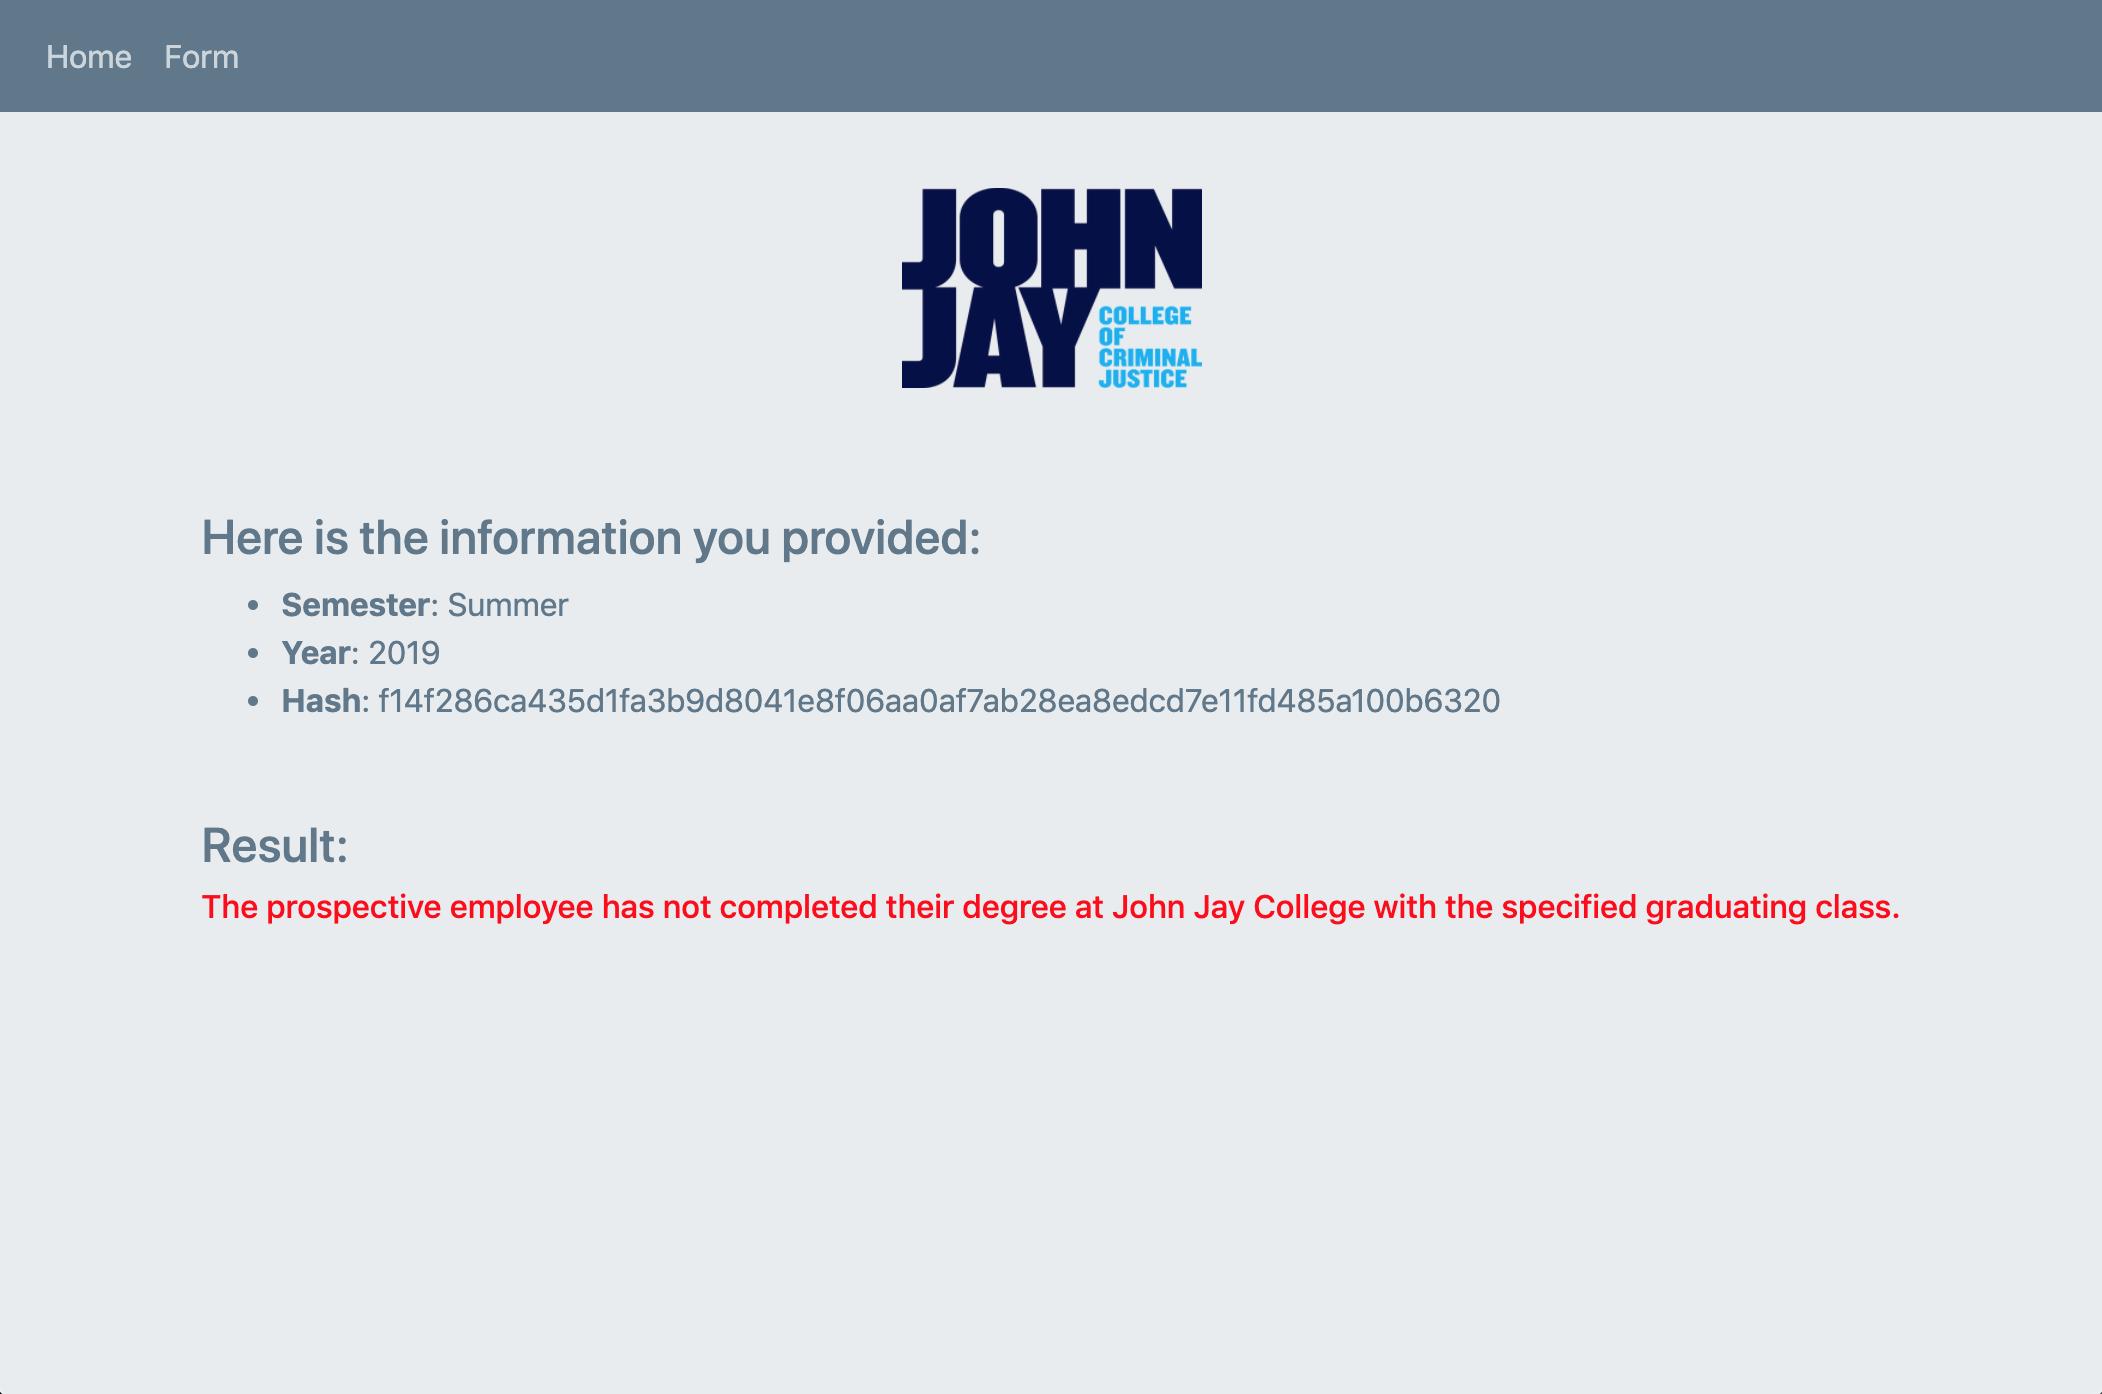 Home Form
JOHN
JAY
COLLEGE
OF
CRIMINAL
JUSTICE
Here is the information you provided:
• Semester: Summer
• Year: 2019
• Hash: f14f286ca435d1fa3b9d8041e8f06aa0af7ab28ea8edcd7e11fd485a100b6320
Result:
The prospective employee has not completed their degree at John Jay College with the specified graduating class.